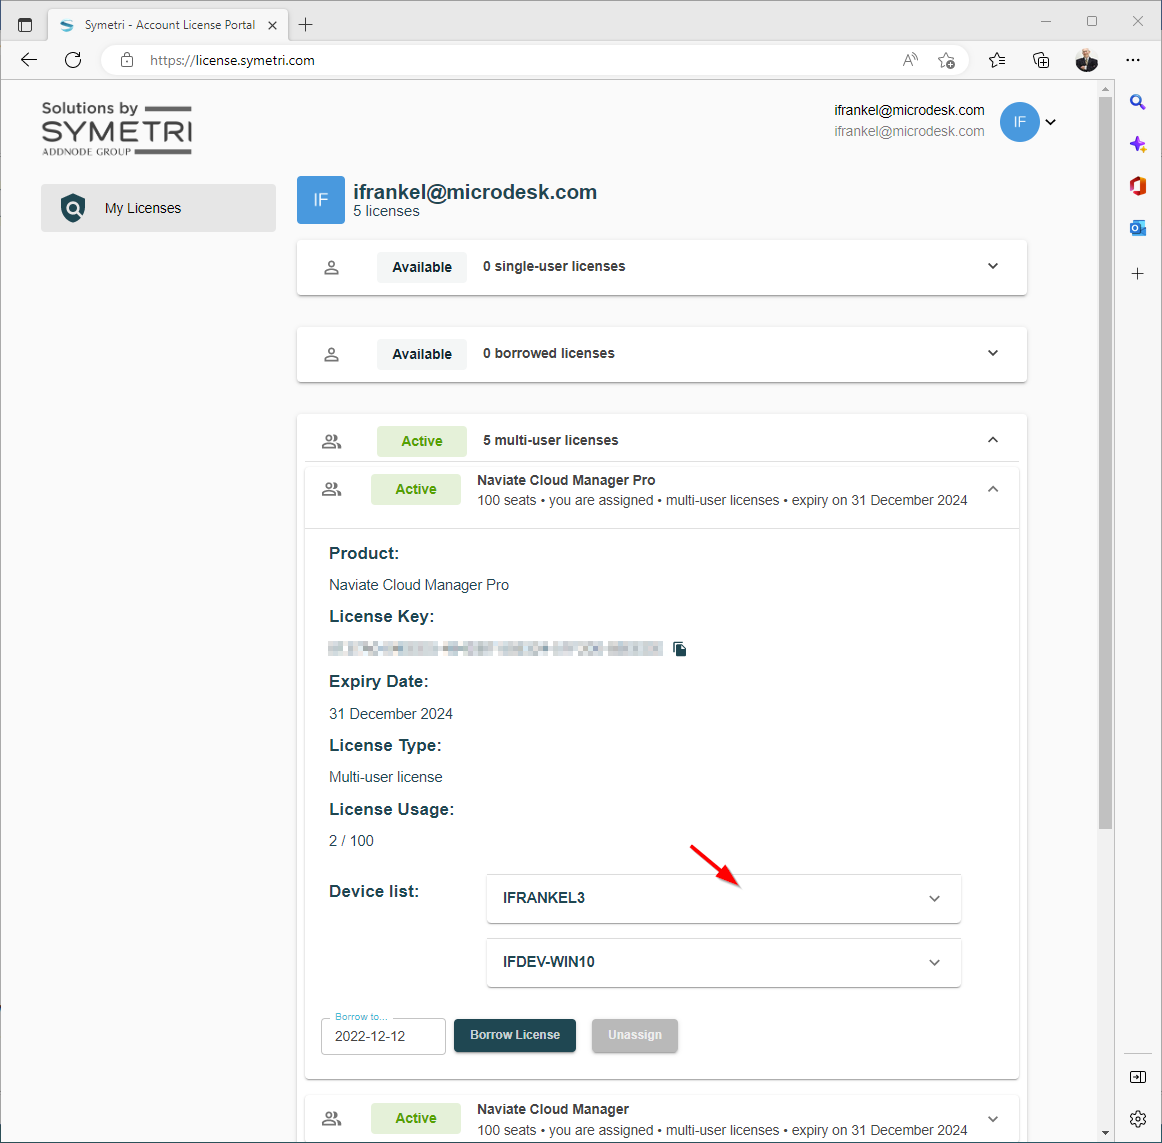 Symetri - Account License Portal
https://license.symetri.com
Solutions by
SYMETRI
ADDNODE GROUP
ifrankel@microdesk.com
ifrankel@microdesk.com
IF
My Licenses
IF
ifrankel@microdesk.com
5 licenses
Available
0 single-user licenses
Available
0 borrowed licenses
Active
5 multi-user licenses
Active
Naviate Cloud Manager Pro
100 seats • you are assigned • multi-user licenses • expiry on 31 December 2024
Product:
Naviate Cloud Manager Pro
License Key:
Expiry Date:
31 December 2024
License Type:
Multi-user license
License Usage:
2 / 100
Device list:
IFRANKEL3
IFDEV-WIN10
Borrow to...
2022-12-12
Borrow License
Unassign
Active
Naviate Cloud Manager
100 seats • you are assigned • multi-user licenses • expiry on 31 December 2024